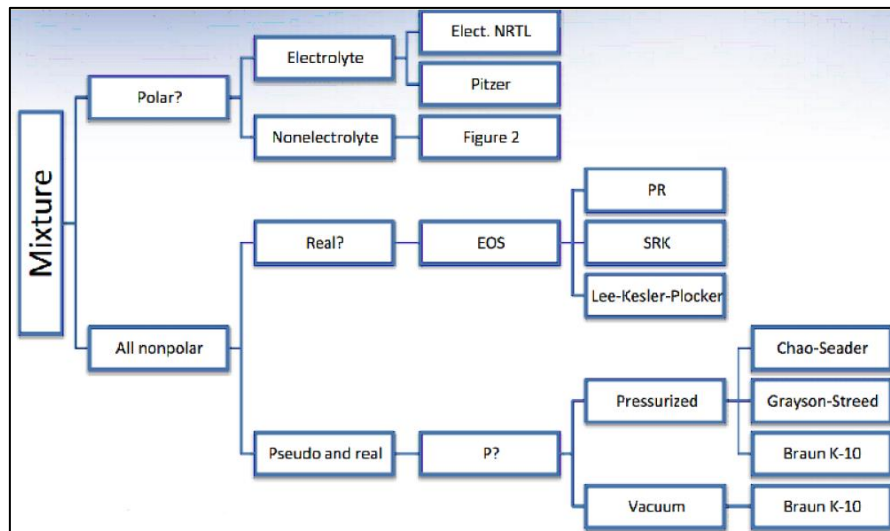 Mixture
Polar?
Electrolyte
Elect. NRTL
Pitzer
Nonelectrolyte
Figure 2
All nonpolar
Real?
EOS
PR
SRK
Lee-Kesler-Plocker
Pseudo and real
P?
Pressurized
Chao-Seader
Grayson-Streed
Braun K-10
Vacuum
Braun K-10